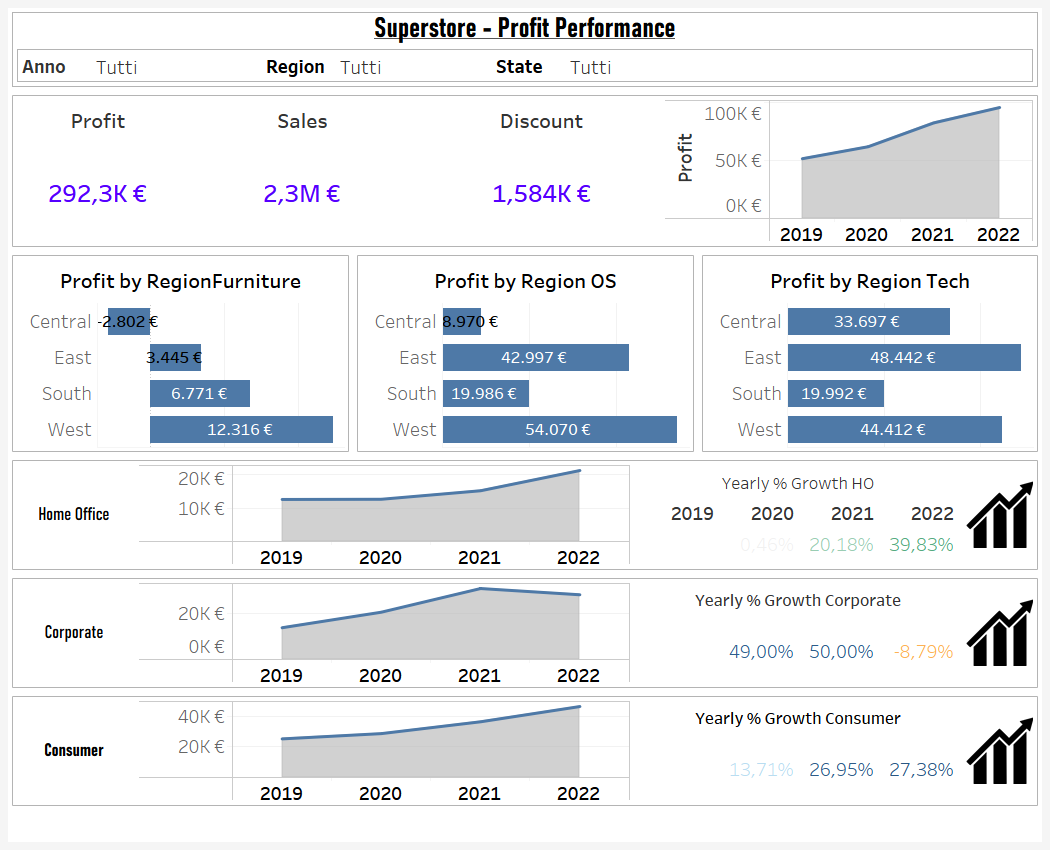 Superstore - Profit Performance
Anno Tutti Region Tutti State Tutti
Profit Sales Discount
292,3K € 2,3M € 1,584K €
Profit
100K €
50K €
0K €
2019 2020 2021 2022
Profit by RegionFurniture
Central -2.802 €
East 3.445 €
South 6.771 €
West 12.316 €
Profit by Region OS
Central 8.970 €
East 42.997 €
South 19.986 €
West 54.070 €
Profit by Region Tech
Central 33.697 €
East 48.442 €
South 19.992 €
West 44.412 €
Home Office
20K €
10K €
2019 2020 2021 2022
Yearly % Growth HO
2019 2020 2021 2022
0,46% 20,18% 39,83%
Corporate
20K €
0K €
2019 2020 2021 2022
Yearly % Growth Corporate
49,00% 50,00% -8,79%
Consumer
40K €
20K €
2019 2020 2021 2022
Yearly % Growth Consumer
13,71% 26,95% 27,38%